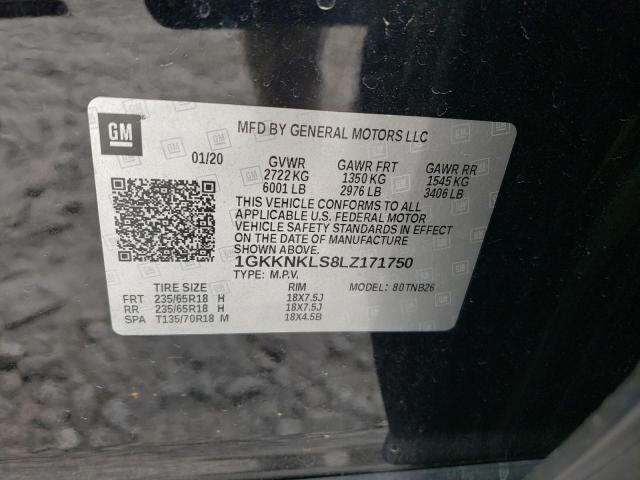 GM
MFD BY GENERAL MOTORS LLC
01/20 GVWR GAWR FRT GAWR RR
2722 KG 1350 KG 1545 KG
6001 LB 2976 LB 3406 LB
THIS VEHICLE CONFORMS TO ALL
APPLICABLE U.S. FEDERAL MOTOR
VEHICLE SAFETY STANDARDS IN EFFECT
ON THE DATE OF MANUFACTURE
SHOWN ABOVE.
1GKKNKLS8LZ171750
TYPE: M.P.V. MODEL: 80TNB26
TIRE SIZE RIM
FRT 235/65R18 H 18X7.5J
RR 235/65R18 H 18X7.5J
SPA T135/70R18 M 18X4.5B